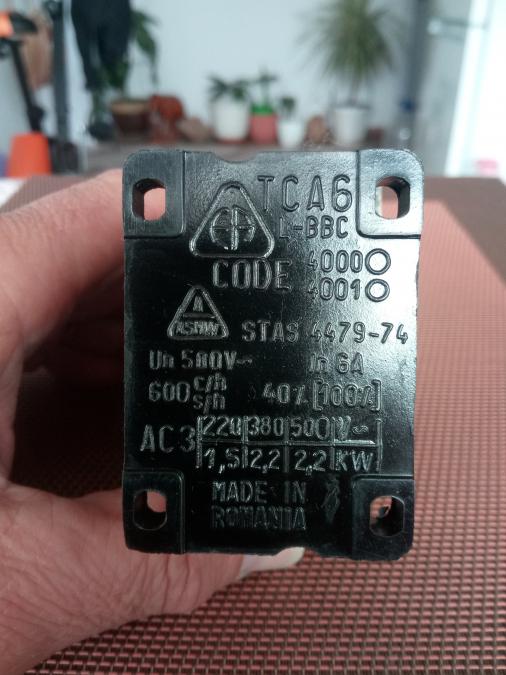 TCA6
L-BBC
CODE 4000
4001
A
ASMW
STAS 4479-74
Un 500V~ In 6A
600 c/h s/h 40% [100%]
AC3 220 380 500 V~
1,5 2,2 2,2 KW
MADE IN
ROMANIA